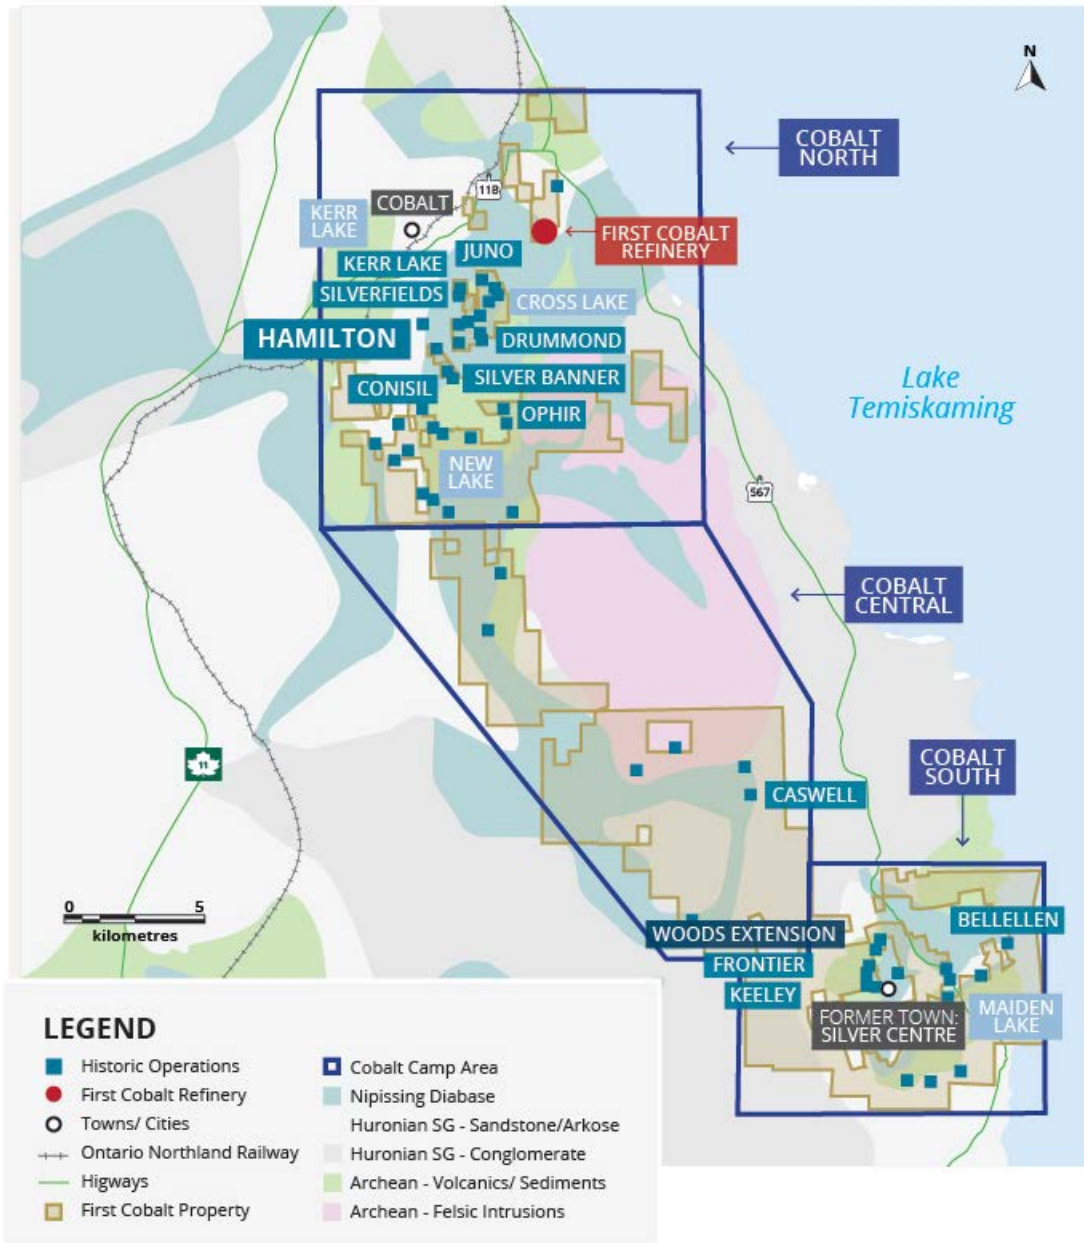 N
COBALT
NORTH
11B
COBALT
KERR
LAKE
FIRST COBALT
REFINERY
JUNO
KERR LAKE
SILVERFIELDS
CROSS LAKE
HAMILTON
DRUMMOND
SILVER BANNER
CONISIL
OPHIR
Lake
Temiskaming
NEW
LAKE
567
COBALT
CENTRAL
11
COBALT
SOUTH
CASWELL
0 5
kilometres
BELLELLEN
WOODS EXTENSION
FRONTIER
KEELEY
FORMER TOWN:
SILVER CENTRE
MAIDEN
LAKE
LEGEND
Historic Operations
First Cobalt Refinery
Towns/ Cities
Ontario Northland Railway
Higways
First Cobalt Property
Cobalt Camp Area
Nipissing Diabase
Huronian SG - Sandstone/Arkose
Huronian SG - Conglomerate
Archean - Volcanics/ Sediments
Archean - Felsic Intrusions